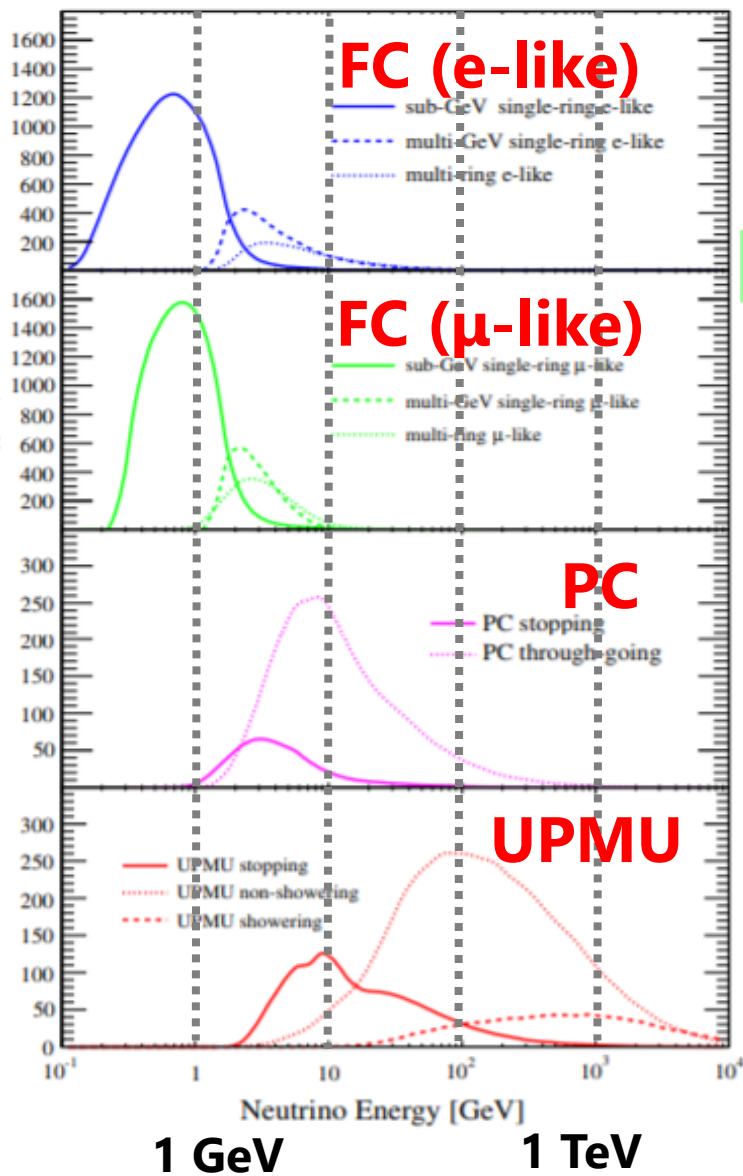 FC (e-like)
sub-GeV single-ring e-like
multi-GeV single-ring e-like
multi-ring e-like
1600
1400
1200
1000
800
600
400
200
FC (μ-like)
sub-GeV single-ring μ-like
multi-GeV single-ring μ-like
multi-ring μ-like
1600
1400
1200
1000
800
600
400
200
PC
PC stopping
PC through-going
300
250
200
150
100
50
UPMU
UPMU stopping
UPMU non-showering
UPMU showering
300
250
200
150
100
50
0
10⁻¹ 1 10 10² 10³ 10⁴
Neutrino Energy [GeV]
1 GeV 1 TeV